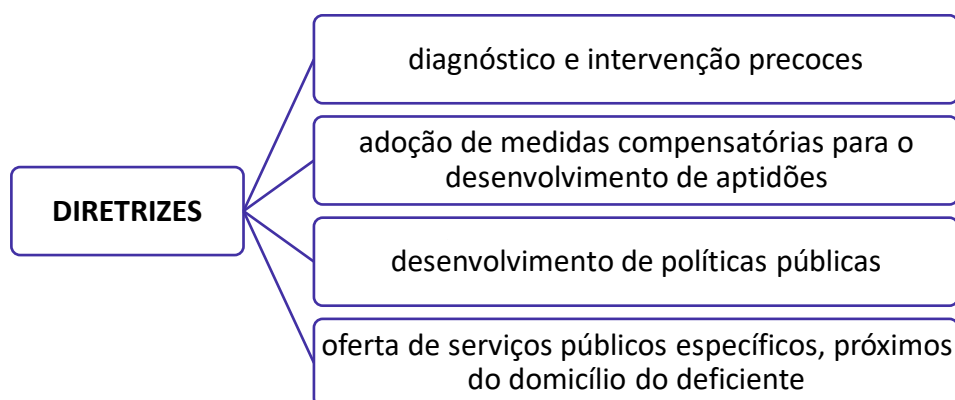 DIRETRIZES
diagnóstico e intervenção precoces
adoção de medidas compensatórias para o
desenvolvimento de aptidões
desenvolvimento de políticas públicas
oferta de serviços públicos específicos, próximos
do domicílio do deficiente